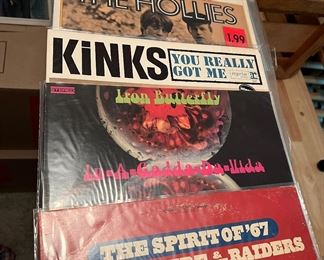 THE HOLLIES
1.99
KINKS
YOU REALLY
GOT ME
STEREO
Iron Butterfly
In-A-Gadda-Da-Vida
THE SPIRIT OF '67
& RAIDERS